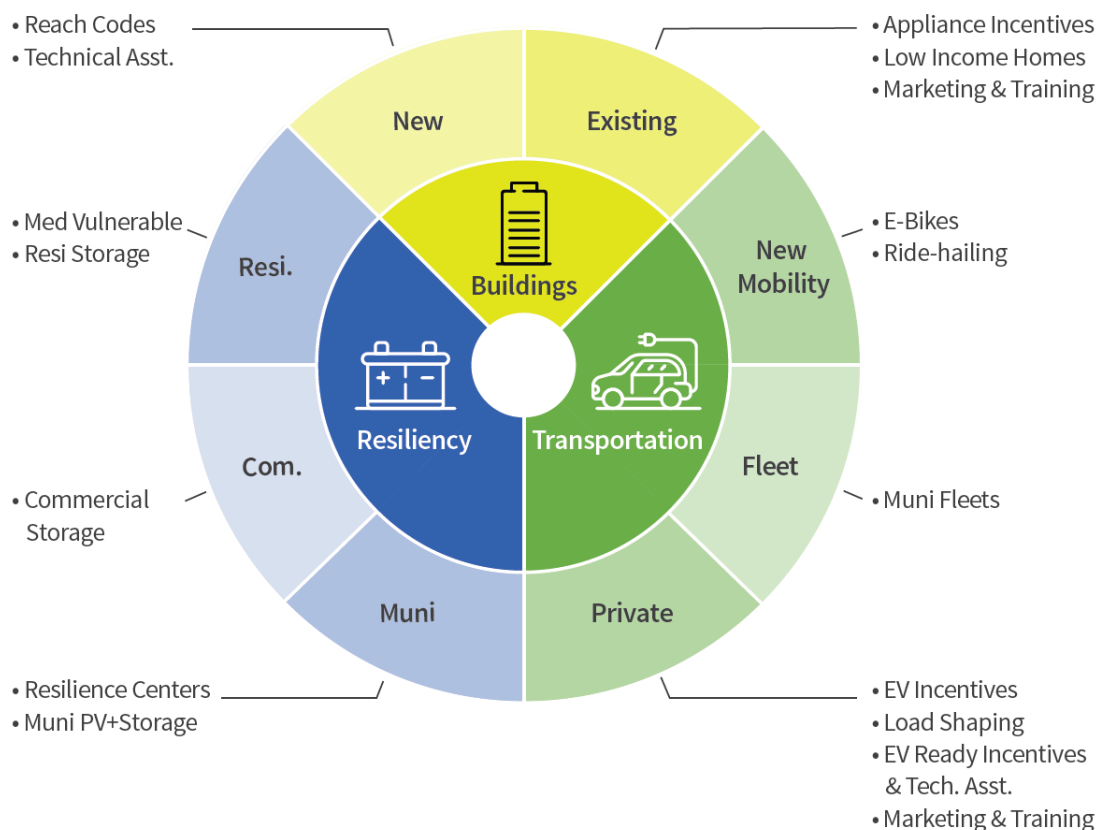 • Reach Codes
• Technical Asst.
• Appliance Incentives
• Low Income Homes
• Marketing & Training
New
Existing
• Med Vulnerable
• Resi Storage
Resi.
Buildings
New
Mobility
• E-Bikes
• Ride-hailing
+ −
Resiliency
Transportation
Com.
Fleet
• Commercial
Storage
• Muni Fleets
Muni
Private
• Resilience Centers
• Muni PV+Storage
• EV Incentives
• Load Shaping
• EV Ready Incentives
& Tech. Asst.
• Marketing & Training